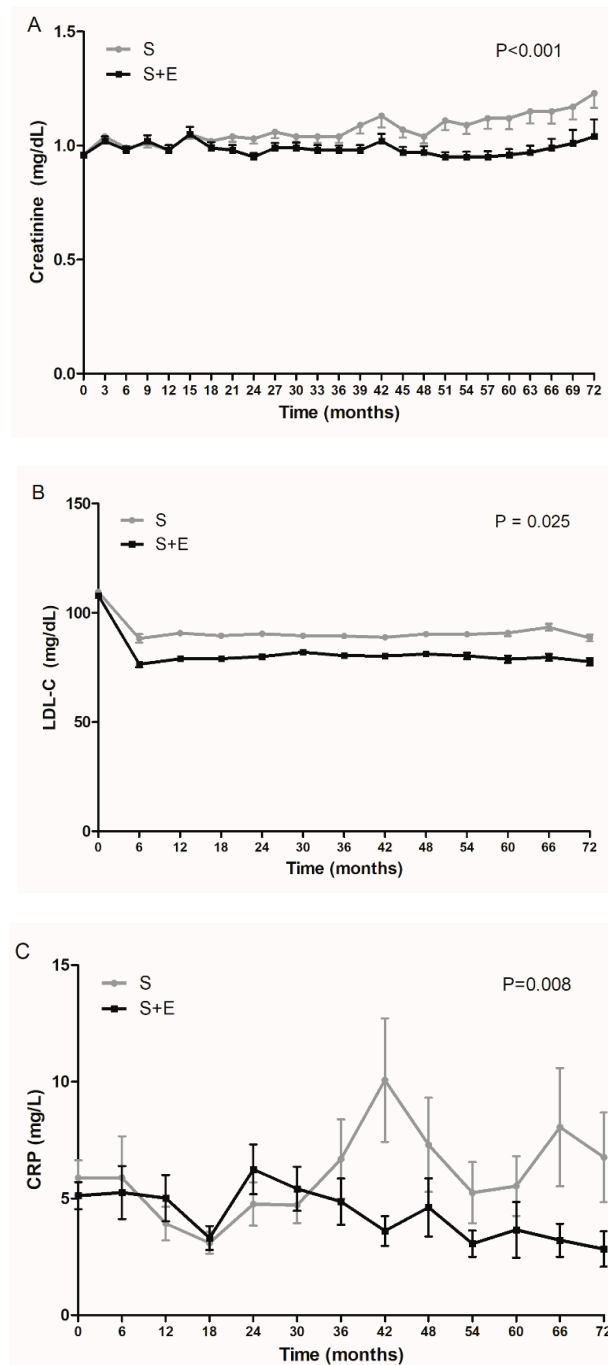 A
S
S+E
P<0.001
1.5
1.0
0.5
0.0
Creatinine (mg/dL)
0 3 6 9 12 15 18 21 24 27 30 33 36 39 42 45 48 51 54 57 60 63 66 69 72
Time (months)
B
S
S+E
P = 0.025
150
100
50
0
LDL-C (mg/dL)
0 6 12 18 24 30 36 42 48 54 60 66 72
Time (months)
C
S
S+E
P=0.008
15
10
5
0
CRP (mg/L)
0 6 12 18 24 30 36 42 48 54 60 66 72
Time (months)